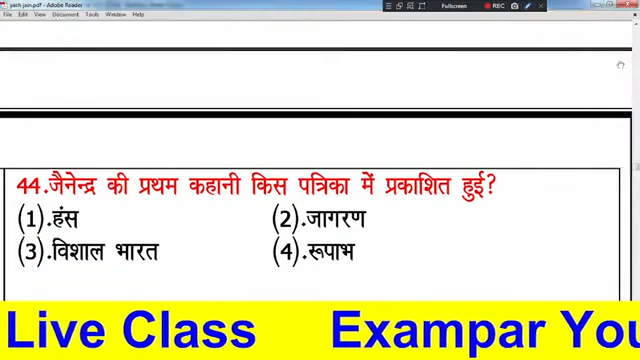 yash jain.pdf - Adobe Reader
Fullscreen REC
File Edit View Document Tools Window Help
44.जैनेन्द्र की प्रथम कहानी किस पत्रिका में प्रकाशित हुई?
(1).हंस (2).जागरण
(3).विशाल भारत (4).रूपाभ
Live Class Exampar You